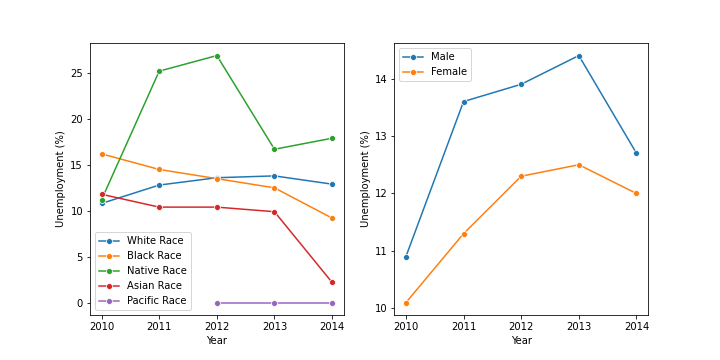 25
20
15
10
5
0
Unemployment (%)
White Race
Black Race
Native Race
Asian Race
Pacific Race
2010 2011 2012 2013 2014
Year
14
13
12
11
10
Unemployment (%)
Male
Female
2010 2011 2012 2013 2014
Year